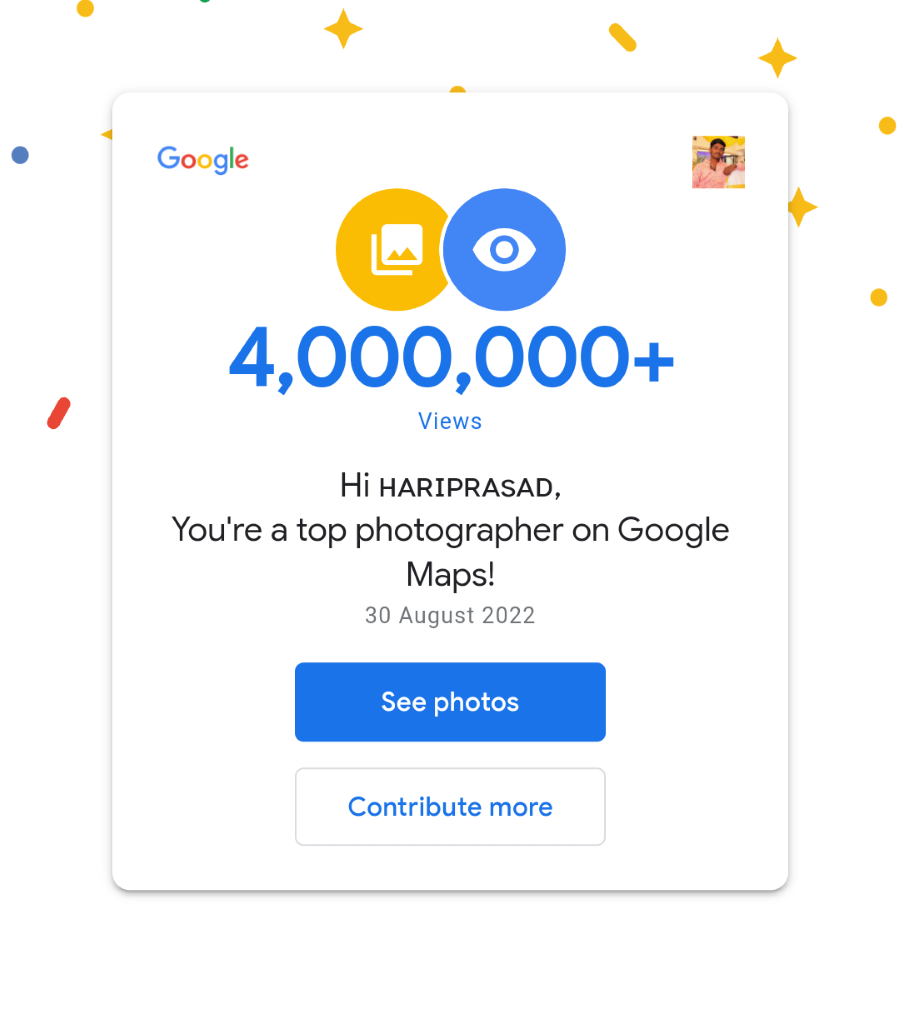 Google
4,000,000+
Views
Hi ʜᴀʀɪᴘʀᴀsᴀᴅ,
You're a top photographer on Google
Maps!
30 August 2022
See photos
Contribute more